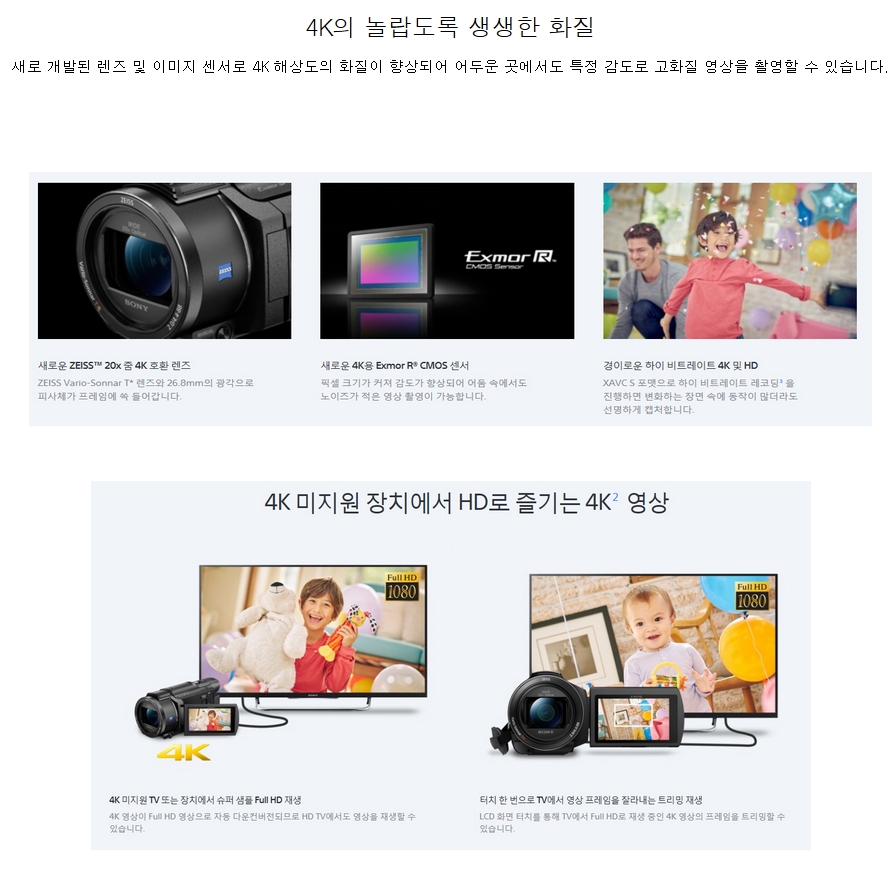 4K의 놀랍도록 생생한 화질
새로 개발된 렌즈 및 이미지 센서로 4K 해상도의 화질이 향상되어 어두운 곳에서도 특정 감도로 고화질 영상을 촬영할 수 있습니다.
ZEISS
ZEISS
SONY
Exmor R™
CMOS Sensor
새로운 ZEISS™ 20x 줌 4K 호환 렌즈
ZEISS Vario-Sonnar T* 렌즈와 26.8mm의 광각으로
피사체가 프레임에 쏙 들어갑니다.
새로운 4K용 Exmor R® CMOS 센서
픽셀 크기가 커져 감도가 향상되어 어둠 속에서도
노이즈가 적은 영상 촬영이 가능합니다.
경이로운 하이 비트레이트 4K 및 HD
XAVC S 포맷으로 하이 비트레이트 레코딩³ 을
진행하면 변화하는 장면 속에 동작이 많더라도
선명하게 캡처합니다.
4K 미지원 장치에서 HD로 즐기는 4K² 영상
Full HD
1080
Full HD
1080
SONY
4K
4K 미지원 TV 또는 장치에서 슈퍼 샘플 Full HD 재생
4K 영상이 Full HD 영상으로 자동 다운컨버전되므로 HD TV에서도 영상을 재생할 수
있습니다.
터치 한 번으로 TV에서 영상 프레임을 잘라내는 트리밍 재생
LCD 화면 터치를 통해 TV에서 Full HD로 재생 중인 4K 영상의 프레임을 트리밍할 수
있습니다.